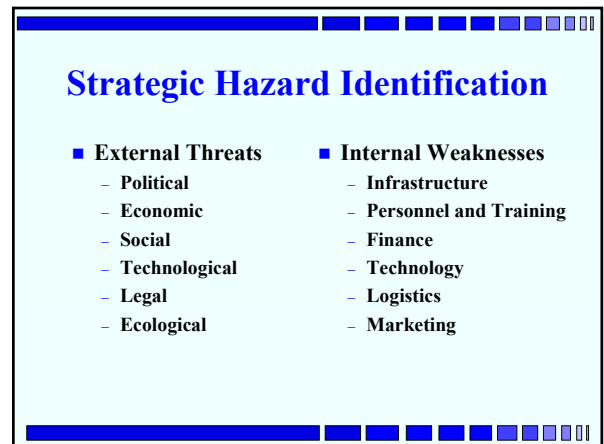 Strategic Hazard Identification
■ External Threats
– Political
– Economic
– Social
– Technological
– Legal
– Ecological
■ Internal Weaknesses
– Infrastructure
– Personnel and Training
– Finance
– Technology
– Logistics
– Marketing